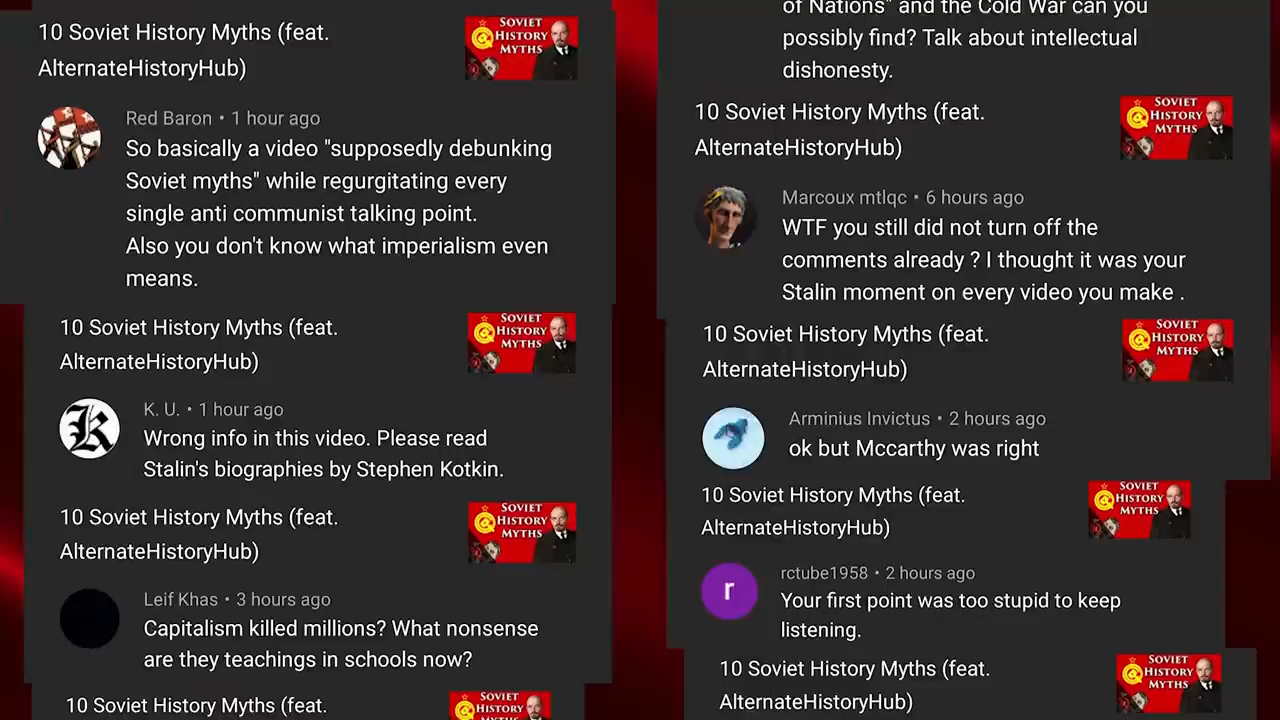 10 Soviet History Myths (feat.
AlternateHistoryHub)
SOVIET
HISTORY
MYTHS
Red Baron • 1 hour ago
So basically a video "supposedly debunking
Soviet myths" while regurgitating every
single anti communist talking point.
Also you don't know what imperialism even
means.
10 Soviet History Myths (feat.
AlternateHistoryHub)
SOVIET
HISTORY
MYTHS
K. U. • 1 hour ago
Wrong info in this video. Please read
Stalin's biographies by Stephen Kotkin.
10 Soviet History Myths (feat.
AlternateHistoryHub)
SOVIET
HISTORY
MYTHS
Leif Khas • 3 hours ago
Capitalism killed millions? What nonsense
are they teachings in schools now?
10 Soviet History Myths (feat.
SOVIET
HISTORY
MYTHS
of Nations" and the Cold War can you
possibly find? Talk about intellectual
dishonesty.
10 Soviet History Myths (feat.
AlternateHistoryHub)
SOVIET
HISTORY
MYTHS
Marcoux mtlqc • 6 hours ago
WTF you still did not turn off the
comments already ? I thought it was your
Stalin moment on every video you make .
10 Soviet History Myths (feat.
AlternateHistoryHub)
SOVIET
HISTORY
MYTHS
Arminius Invictus • 2 hours ago
ok but Mccarthy was right
10 Soviet History Myths (feat.
AlternateHistoryHub)
SOVIET
HISTORY
MYTHS
r
rctube1958 • 2 hours ago
Your first point was too stupid to keep
listening.
10 Soviet History Myths (feat.
AlternateHistoryHub)
SOVIET
HISTORY
MYTHS